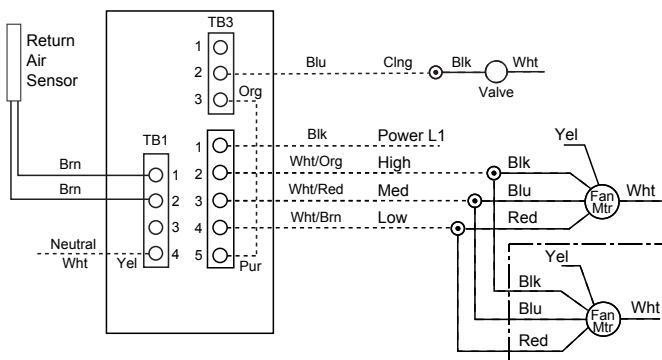 TB3
Return
Air
Sensor
1
2
3
Org
Blu
Clng
Blk
Wht
Valve
TB1
Brn
1
Brn
2
3
Neutral
Wht
Yel
4
1
Blk
Power L1
2
Wht/Org
High
3
Wht/Red
Med
4
Wht/Brn
Low
5
Pur
Yel
Blk
Blu
Red
Fan
Mtr
Wht
Yel
Blk
Blu
Red
Fan
Mtr
Wht